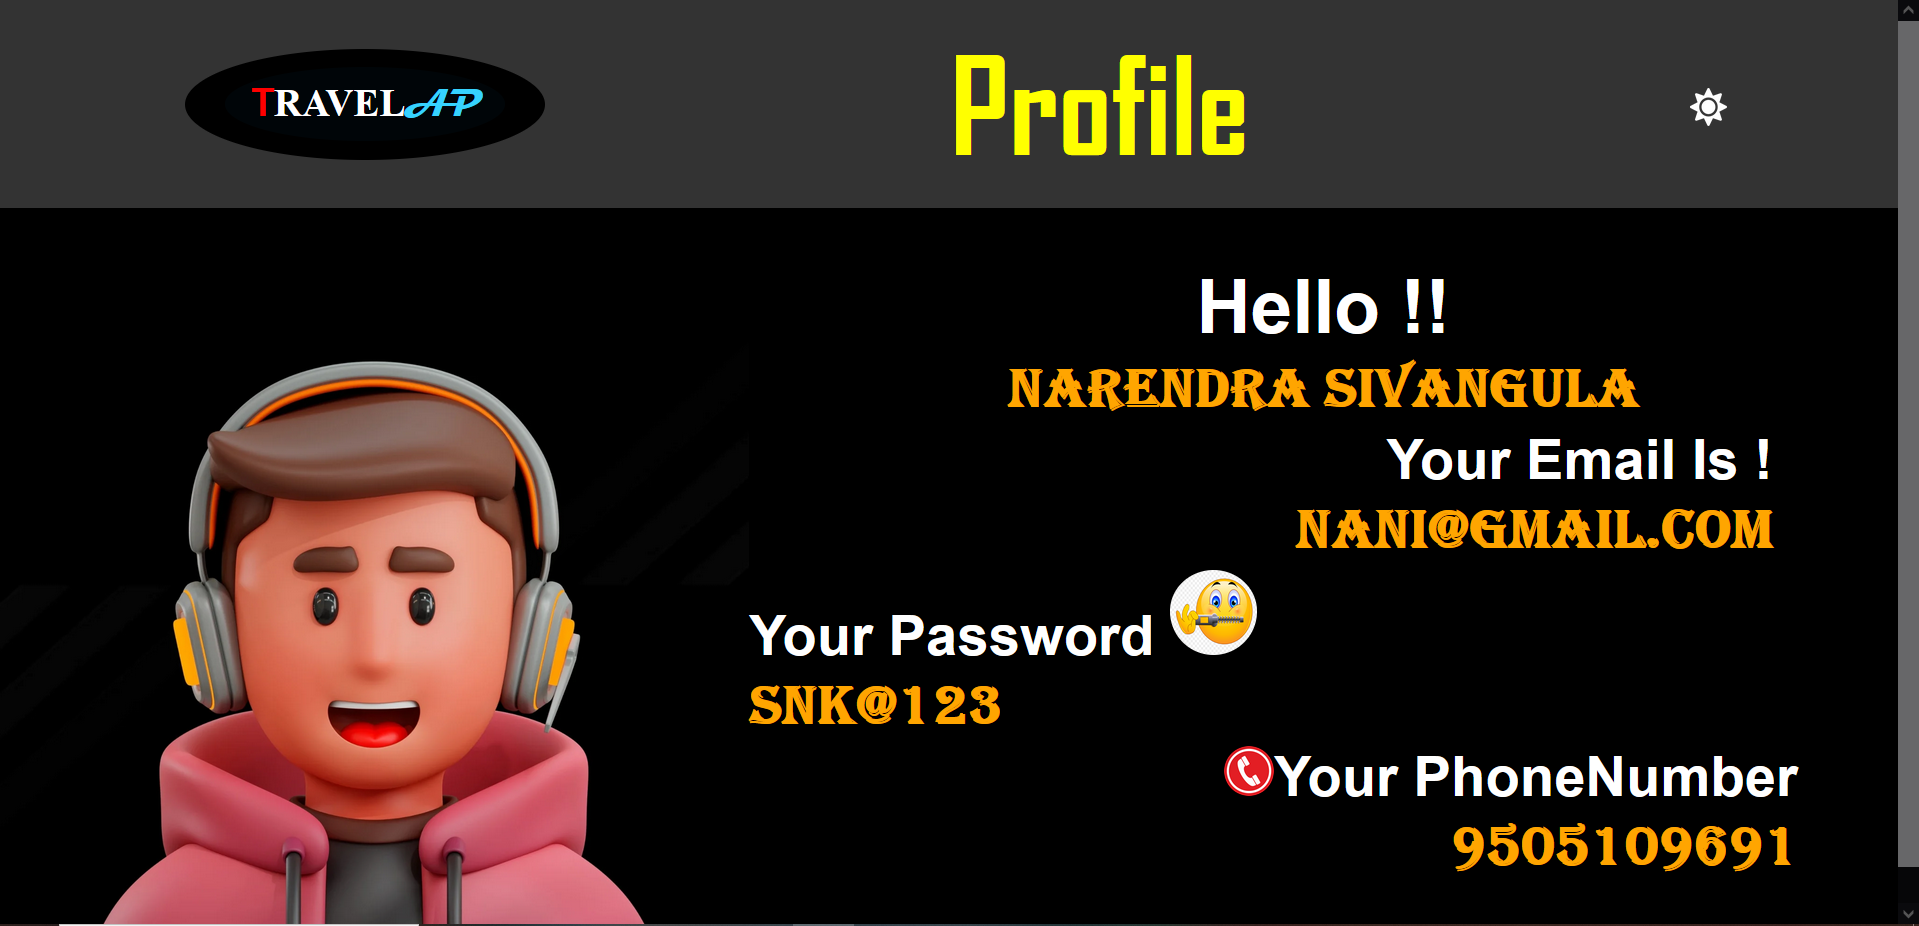 TRAVELAP
Profile
Hello !!
NARENDRA SIVANGULA
Your Email Is !
NANI@GMAIL.COM
Your Password
SNK@123
Your PhoneNumber
9505109691